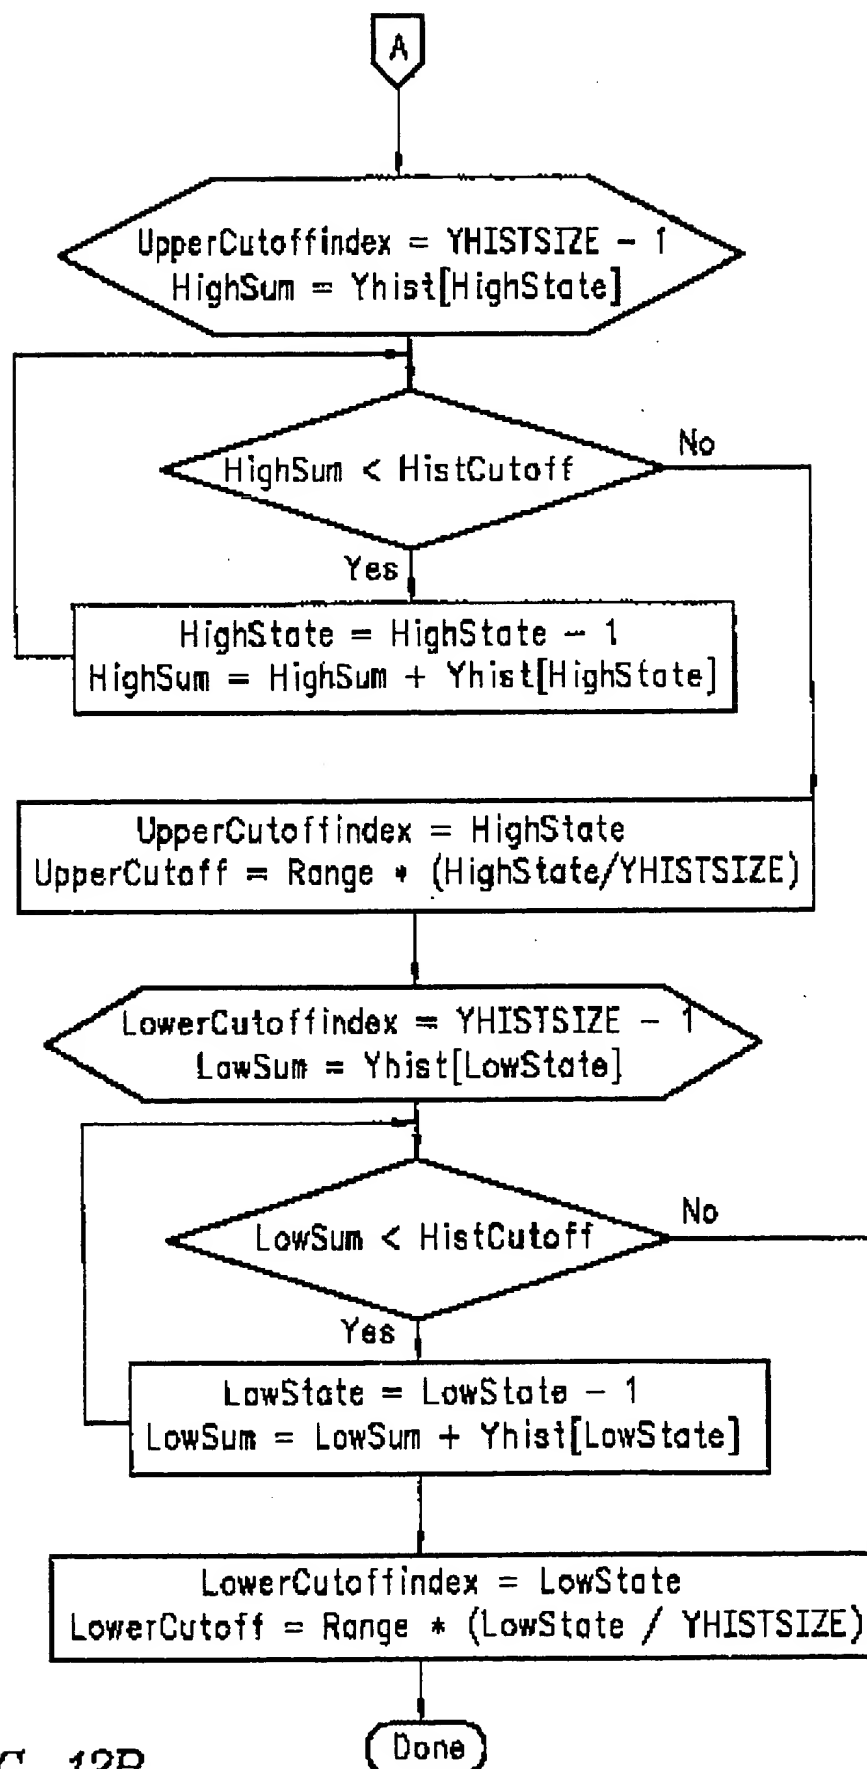 A
UpperCutoffindex = YHISTSIZE - 1
HighSum = Yhist[HighState]
HighSum < HistCutoff
No
Yes
HighState = HighState - 1
HighSum = HighSum + Yhist[HighState]
UpperCutoffindex = HighState
UpperCutoff = Range * (HighState/YHISTSIZE)
LowerCutoffindex = YHISTSIZE - 1
LowSum = Yhist[LowState]
LowSum < HistCutoff
No
Yes
LowState = LowState - 1
LowSum = LowSum + Yhist[LowState]
LowerCutoffindex = LowState
LowerCutoff = Range * (LowState / YHISTSIZE)
Done
12B